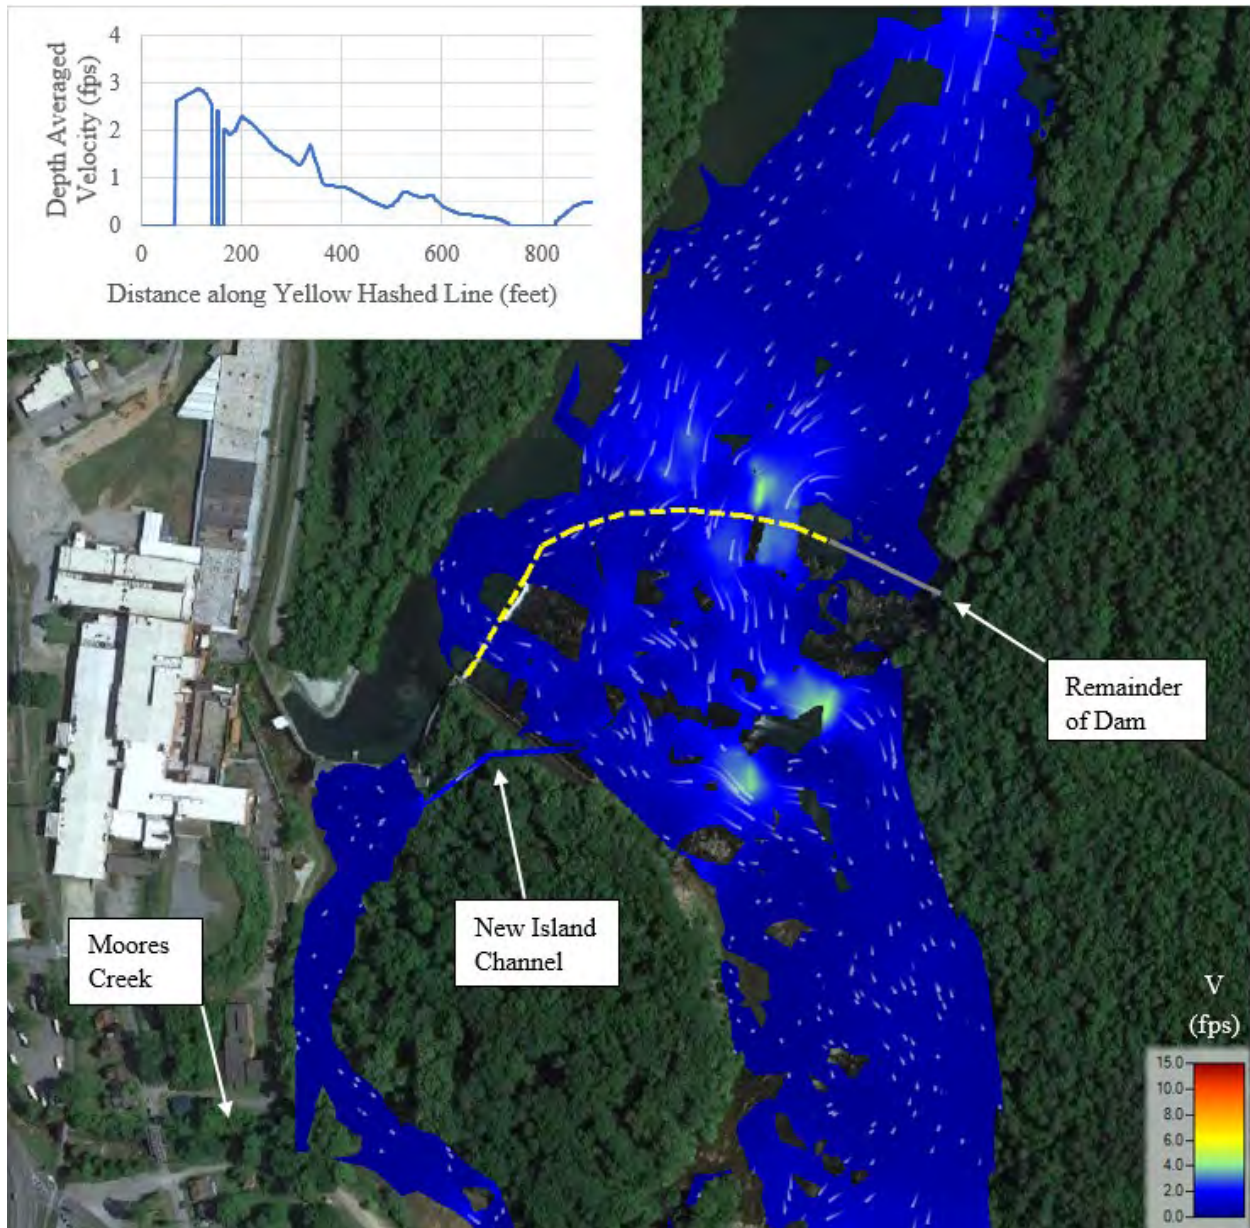 Depth Averaged
Velocity (fps)
4
3
2
1
0
0 200 400 600 800
Distance along Yellow Hashed Line (feet)
Remainder
of Dam
New Island
Channel
Moores
Creek
V
(fps)
15.0
10.0
8.0
6.0
4.0
2.0
0.0